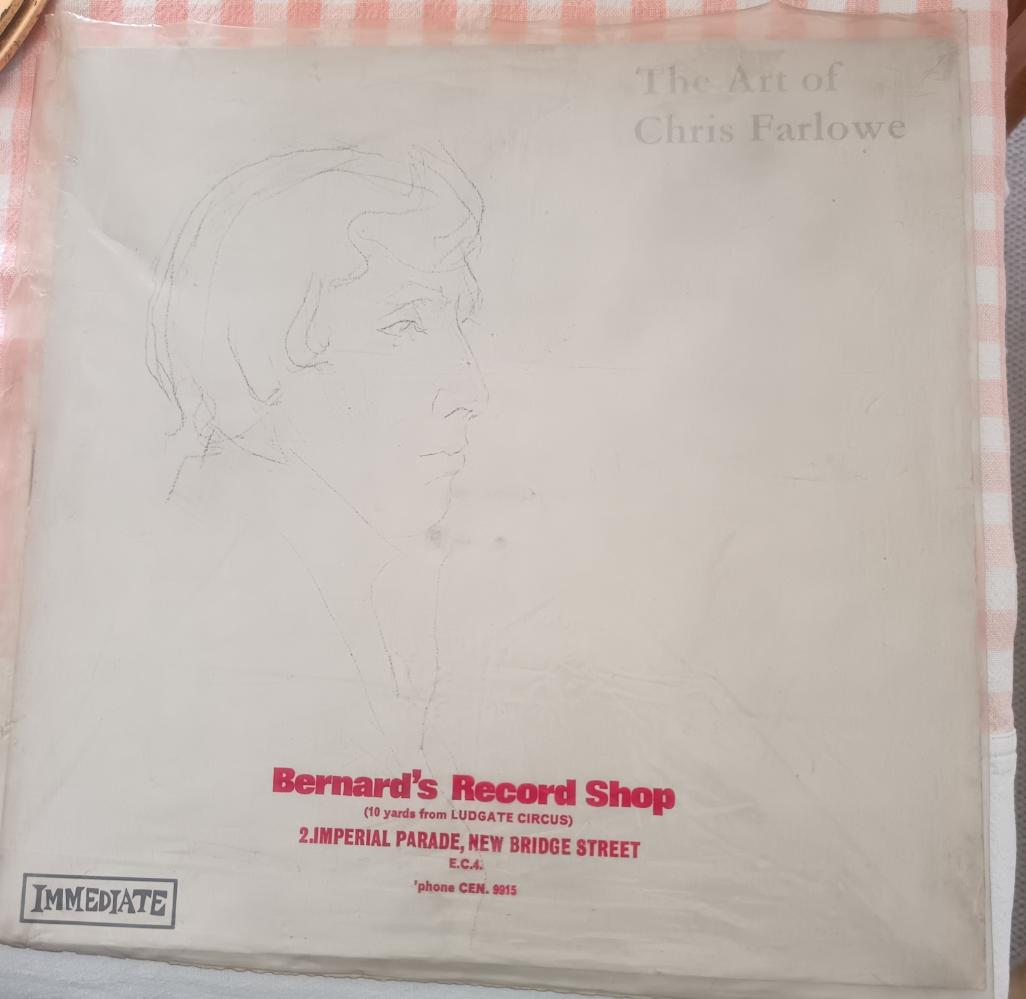 The Art of
Chris Farlowe
Bernard's Record Shop
(10 yards from LUDGATE CIRCUS)
2.IMPERIAL PARADE, NEW BRIDGE STREET
E.C.4.
'phone CEN. 9915
IMMEDIATE